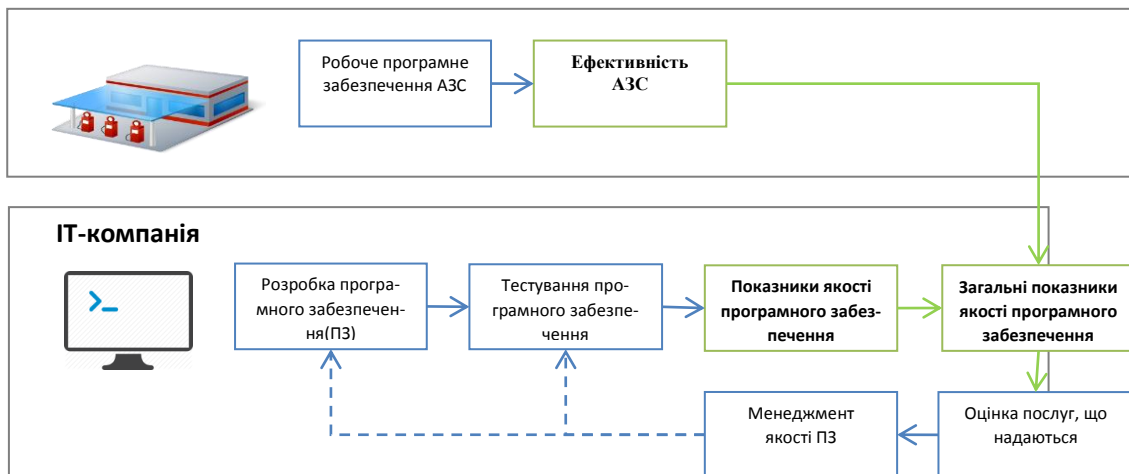 Робоче програмне
забезпечення АЗС
Ефективність
АЗС
ІТ-компанія
Розробка програ-
много забезпечен-
ня(ПЗ)
Тестування про-
грамного забезпе-
чення
Показники якості
програмного забез-
печення
Загальні показники
якості програмного
забезпечення
Менеджмент
якості ПЗ
Оцінка послуг, що
надаються